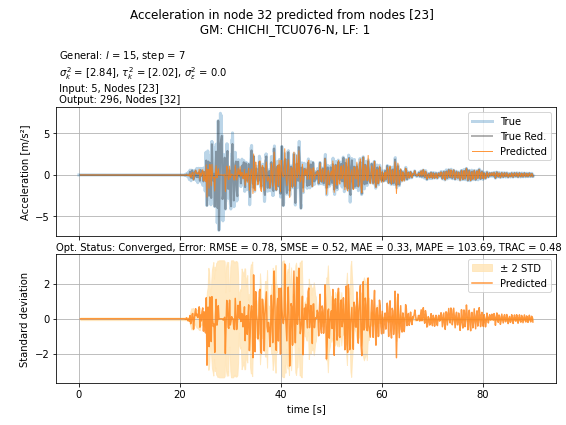 Acceleration in node 32 predicted from nodes [23]
GM: CHICHI_TCU076-N, LF: 1
General: l = 15, step = 7
σ²ₖ = [2.84], τ²ₖ = [2.02], σ²ε = 0.0
Input: 5, Nodes [23]
Output: 296, Nodes [32]
True
True Red.
Predicted
Acceleration [m/s²]
5
0
−5
Opt. Status: Converged, Error: RMSE = 0.78, SMSE = 0.52, MAE = 0.33, MAPE = 103.69, TRAC = 0.48
± 2 STD
Predicted
Standard deviation
2
0
−2
0 20 40 60 80
time [s]